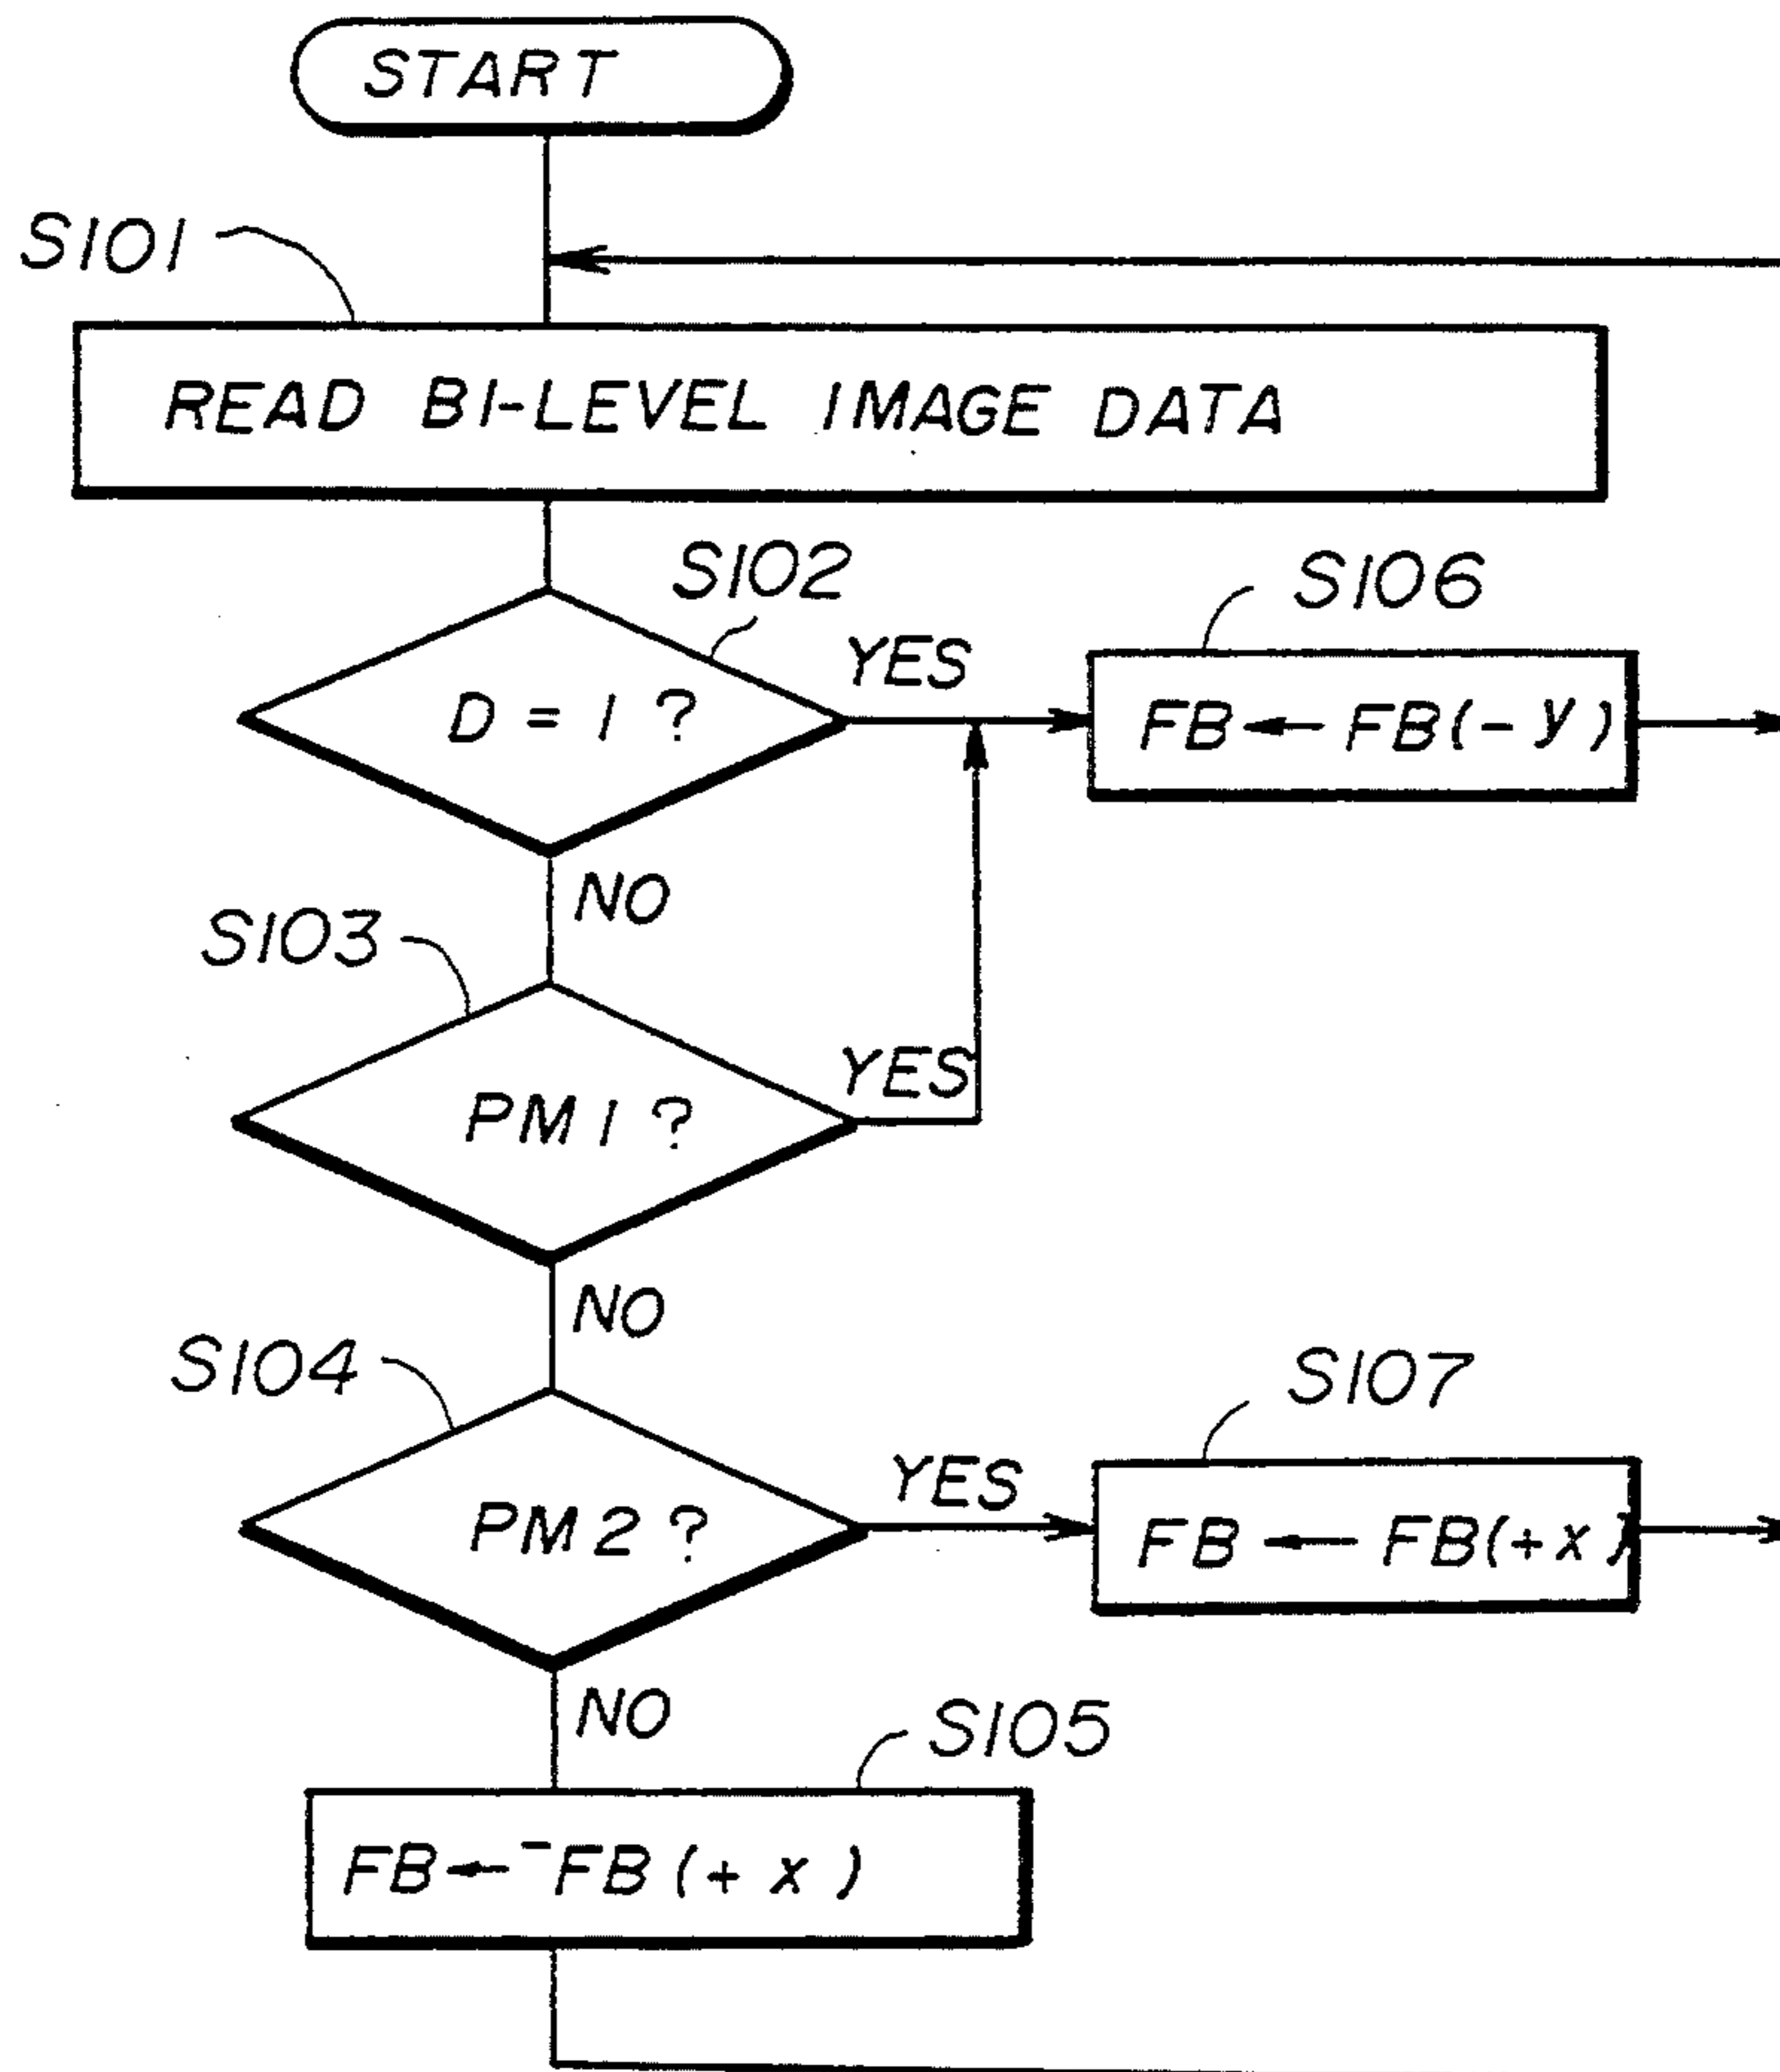 START
S101
READ BI-LEVEL IMAGE DATA
S102
S106
D = 1 ?
YES
FB ← FB(-y)
NO
S103
PM1 ?
YES
NO
S104
S107
PM2 ?
YES
FB ← FB(+x)
NO
S105
FB ← ‾FB(+x)